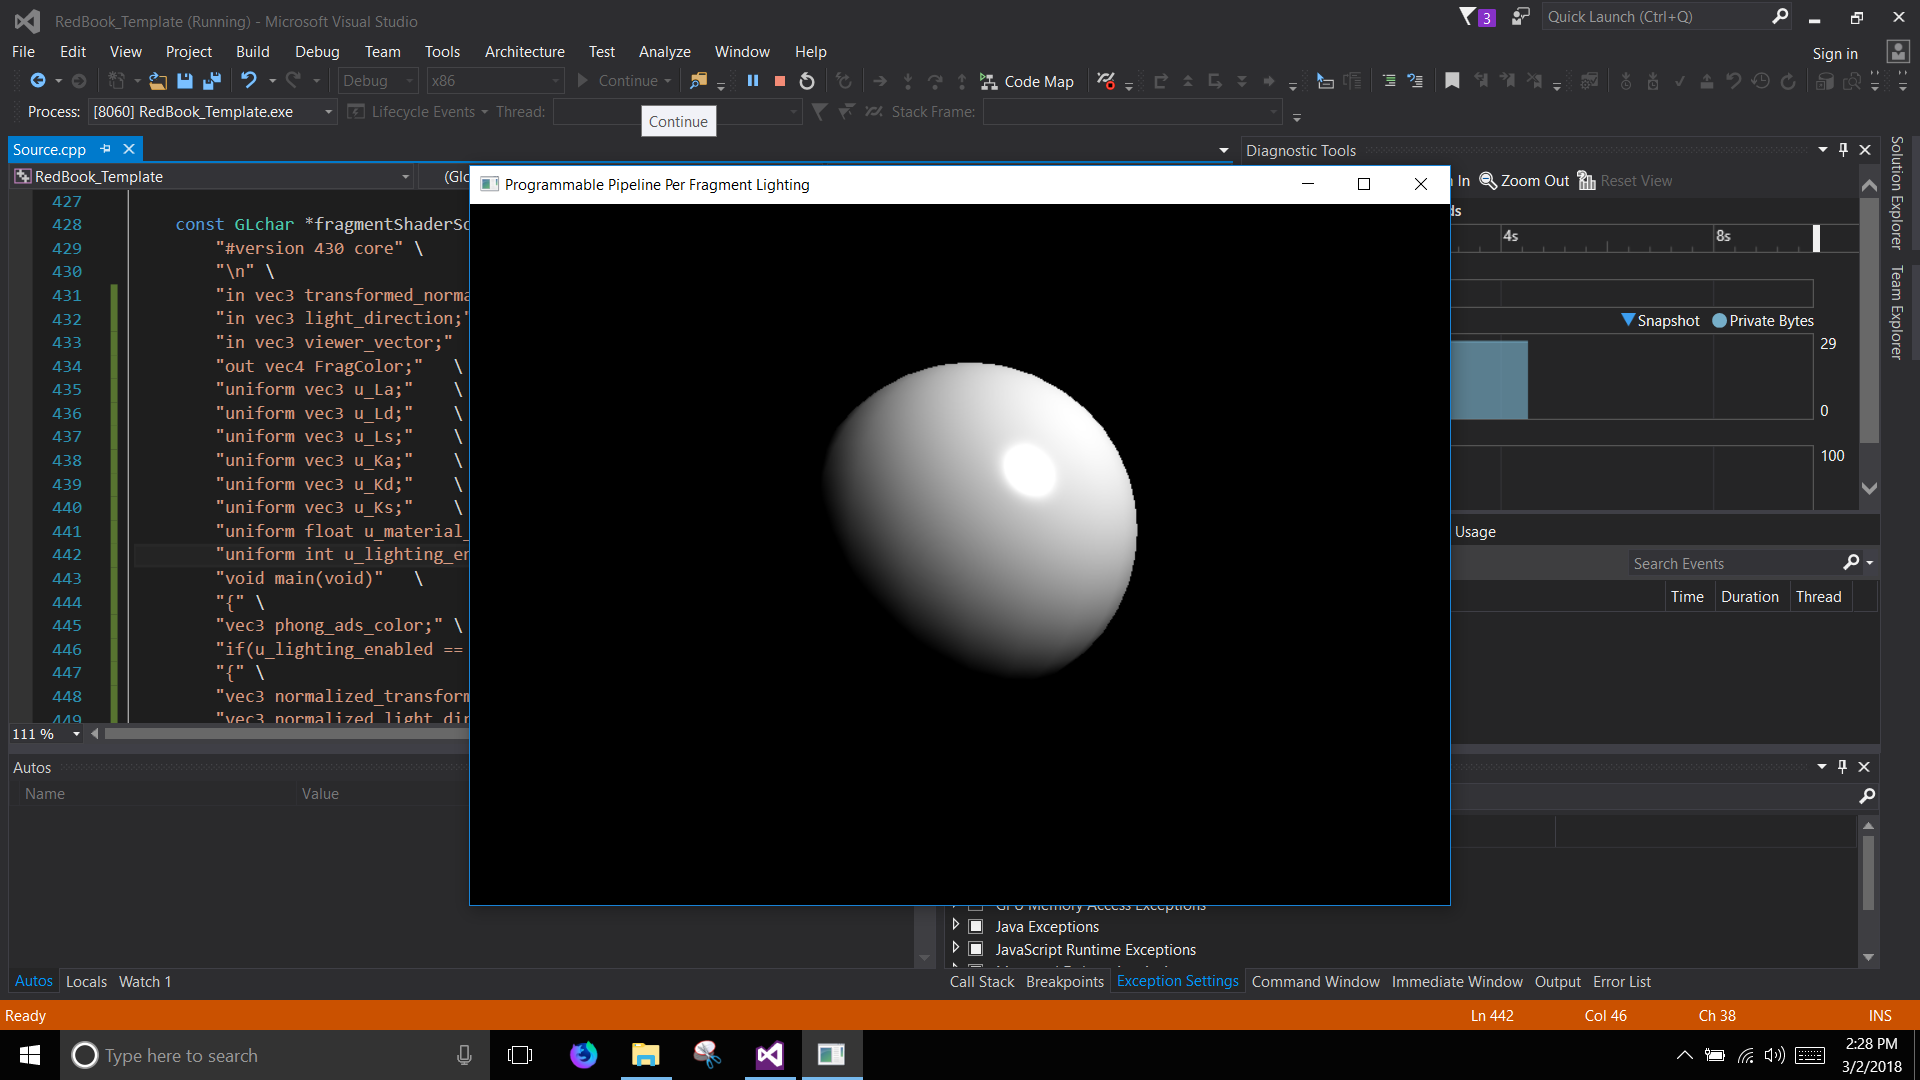 RedBook_Template (Running) - Microsoft Visual Studio
3
Quick Launch (Ctrl+Q)
File Edit View Project Build Debug Team Tools Architecture Test Analyze Window Help
Sign in
Debug x86 Continue Code Map
Process: [8060] RedBook_Template.exe Lifecycle Events Thread: Stack Frame:
Continue
Source.cpp
Diagnostic Tools
RedBook_Template (Glo
Programmable Pipeline Per Fragment Lighting
In Zoom Out Reset View
ds
4s 8s
Snapshot Private Bytes
29
0
100
Usage
Search Events
Time Duration Thread
Solution Explorer
Team Explorer
427
428 const GLchar *fragmentShaderSo
429 "#version 430 core" \
430 "\n" \
431 "in vec3 transformed_norma
432 "in vec3 light_direction;"
433 "in vec3 viewer_vector;"
434 "out vec4 FragColor;" \
435 "uniform vec3 u_La;" \
436 "uniform vec3 u_Ld;" \
437 "uniform vec3 u_Ls;" \
438 "uniform vec3 u_Ka;" \
439 "uniform vec3 u_Kd;" \
440 "uniform vec3 u_Ks;" \
441 "uniform float u_material_
442 "uniform int u_lighting_en
443 "void main(void)" \
444 "{" \
445 "vec3 phong_ads_color;" \
446 "if(u_lighting_enabled ==
447 "{" \
448 "vec3 normalized_transform
449 "vec3 normalized_light_dir
111 %
Autos
Name Value
GPU Memory Access Exceptions
Java Exceptions
JavaScript Runtime Exceptions
Autos Locals Watch 1
Call Stack Breakpoints Exception Settings Command Window Immediate Window Output Error List
Ready
Ln 442 Col 46 Ch 38 INS
Type here to search
2:28 PM
3/2/2018